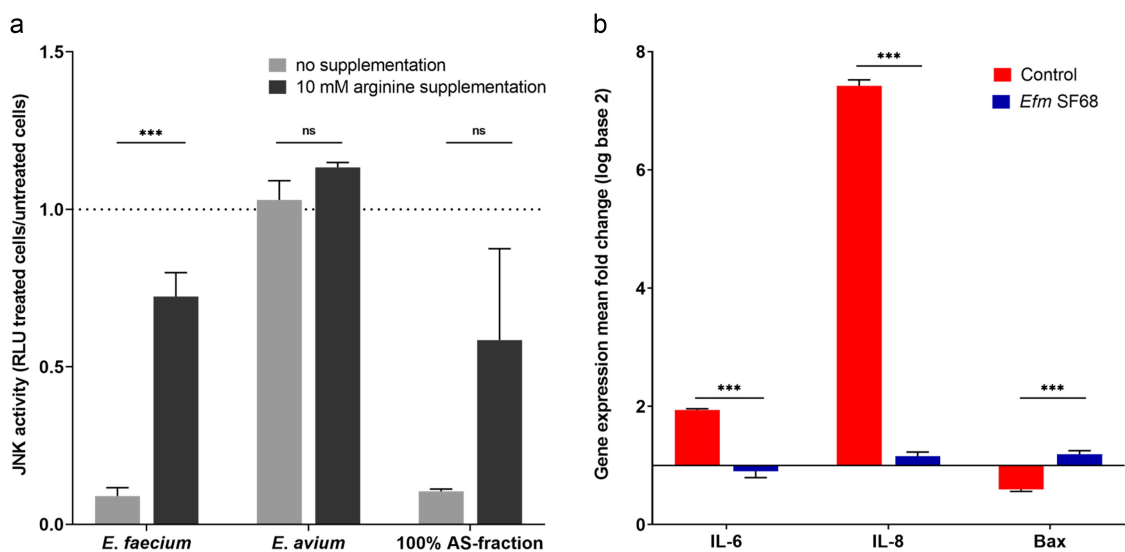 a
JNK activity (RLU treated cells/untreated cells)
1.5
1.0
0.5
0.0
no supplementation
10 mM arginine supplementation
***
ns
ns
E. faecium
E. avium
100% AS-fraction
b
Gene expression mean fold change (log base 2)
8
6
4
2
0
Control
Efm SF68
***
***
***
IL-6
IL-8
Bax